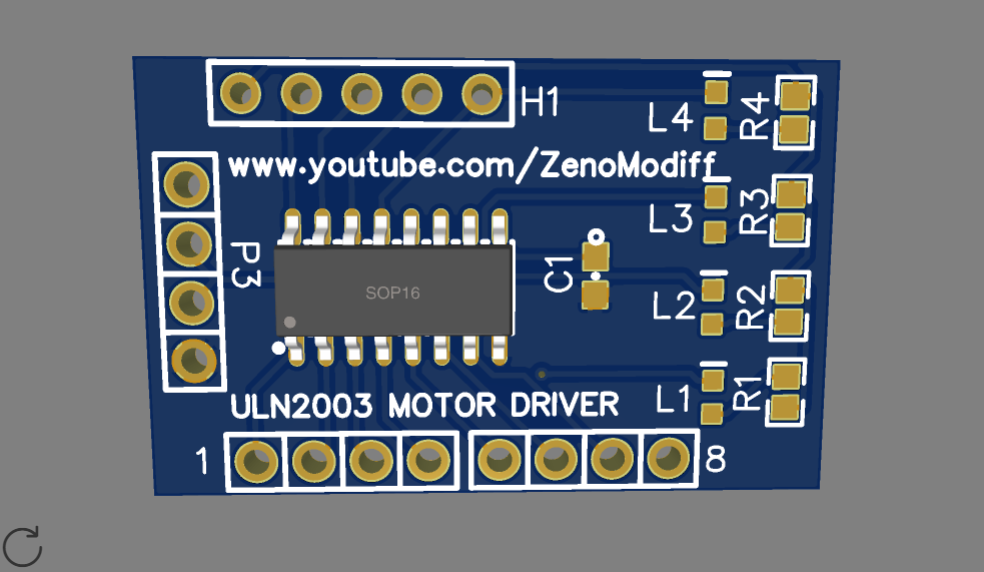 H1
L4
R4
www.youtube.com/ZenoModiff
L3
R3
P3
C1
SOP16
L2
R2
L1
R1
ULN2003 MOTOR DRIVER
1
8